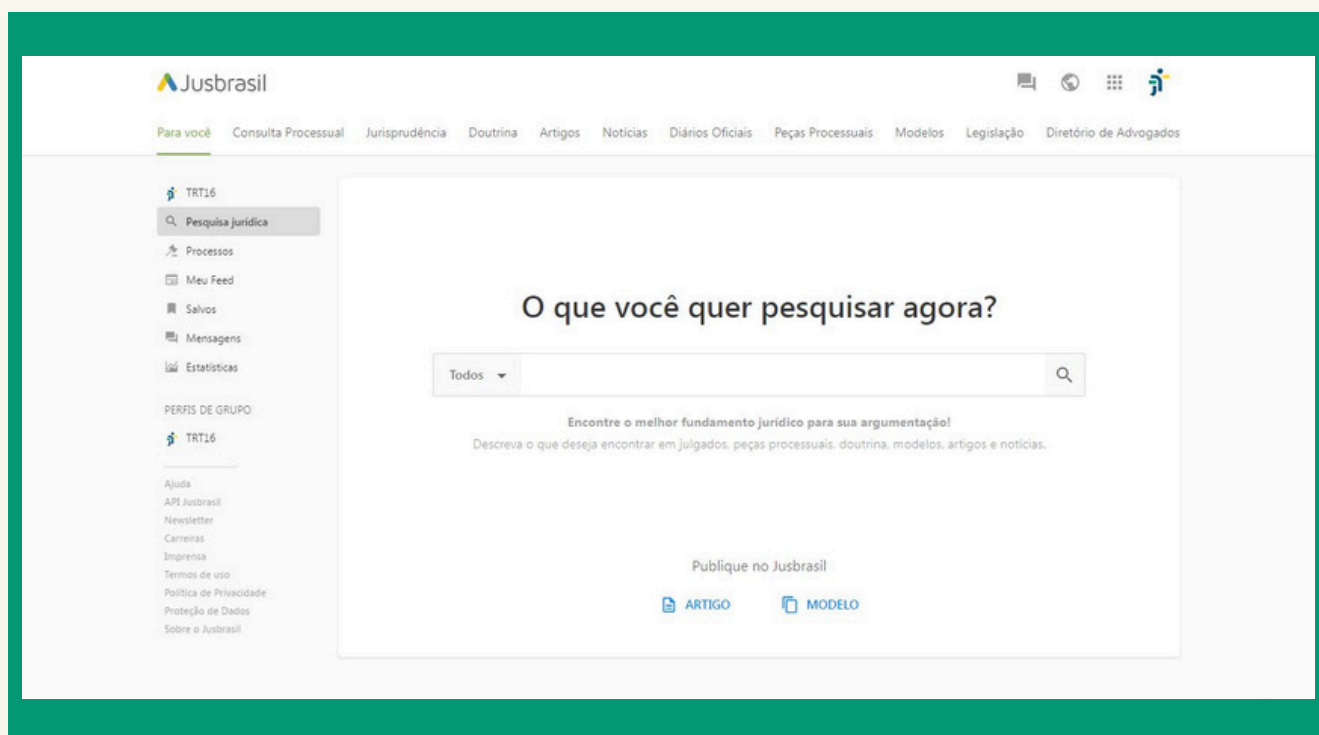 Jusbrasil
Para você Consulta Processual Jurisprudência Doutrina Artigos Notícias Diários Oficiais Peças Processuais Modelos Legislação Diretório de Advogados
TRT16
Pesquisa jurídica
Processos
Meu Feed
Salvos
Mensagens
Estatísticas
PERFIS DE GRUPO
TRT16
Ajuda
API Jusbrasil
Newsletter
Carreiras
Imprensa
Termos de uso
Política de Privacidade
Proteção de Dados
Sobre o Jusbrasil
O que você quer pesquisar agora?
Todos
Encontre o melhor fundamento jurídico para sua argumentação!
Descreva o que deseja encontrar em julgados, peças processuais, doutrina, modelos, artigos e notícias.
Publique no Jusbrasil
ARTIGO MODELO